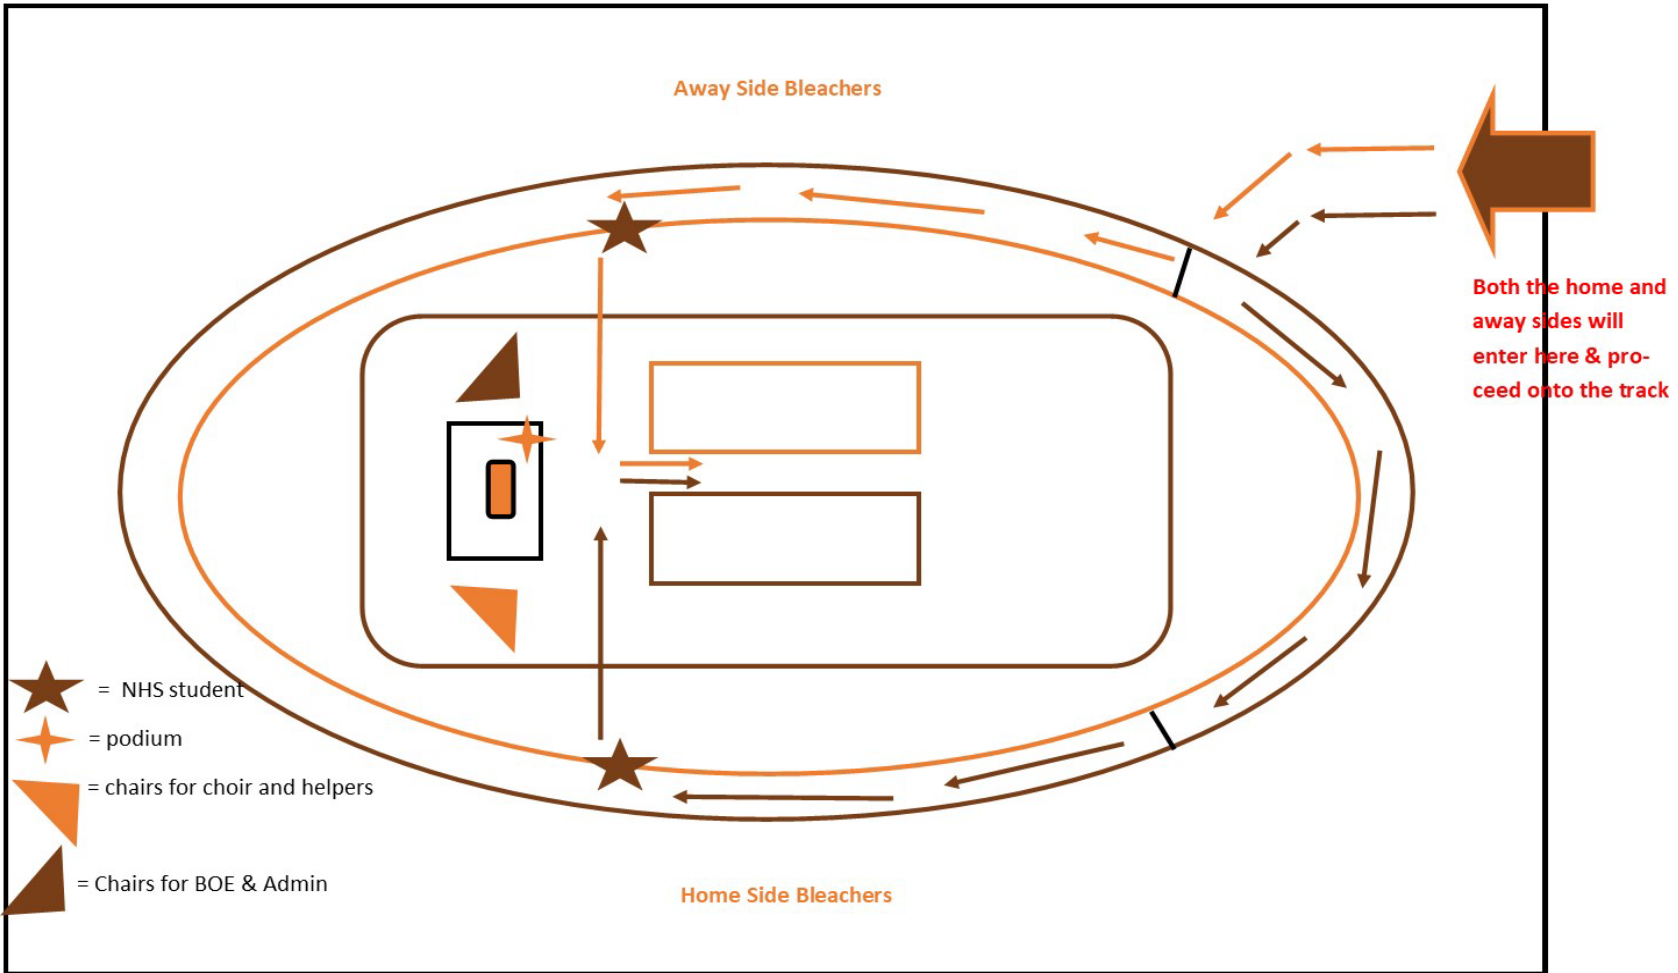 Away Side Bleachers
Both the home and
away sides will
enter here & pro-
ceed onto the track
= NHS student
= podium
= chairs for choir and helpers
= Chairs for BOE & Admin
Home Side Bleachers